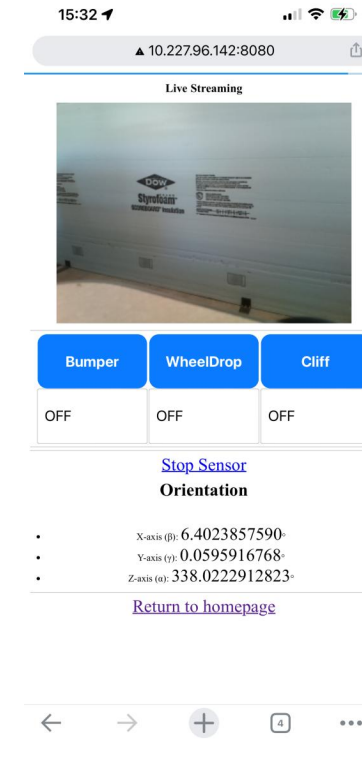 15:32
10.227.96.142:8080
Live Streaming
Dow
Styrofoam
Bumper WheelDrop Cliff
OFF OFF OFF
Stop Sensor
Orientation
X-axis (β): 6.4023857590°
Y-axis (γ): 0.0595916768°
Z-axis (α): 338.0222912823°
Return to homepage
4